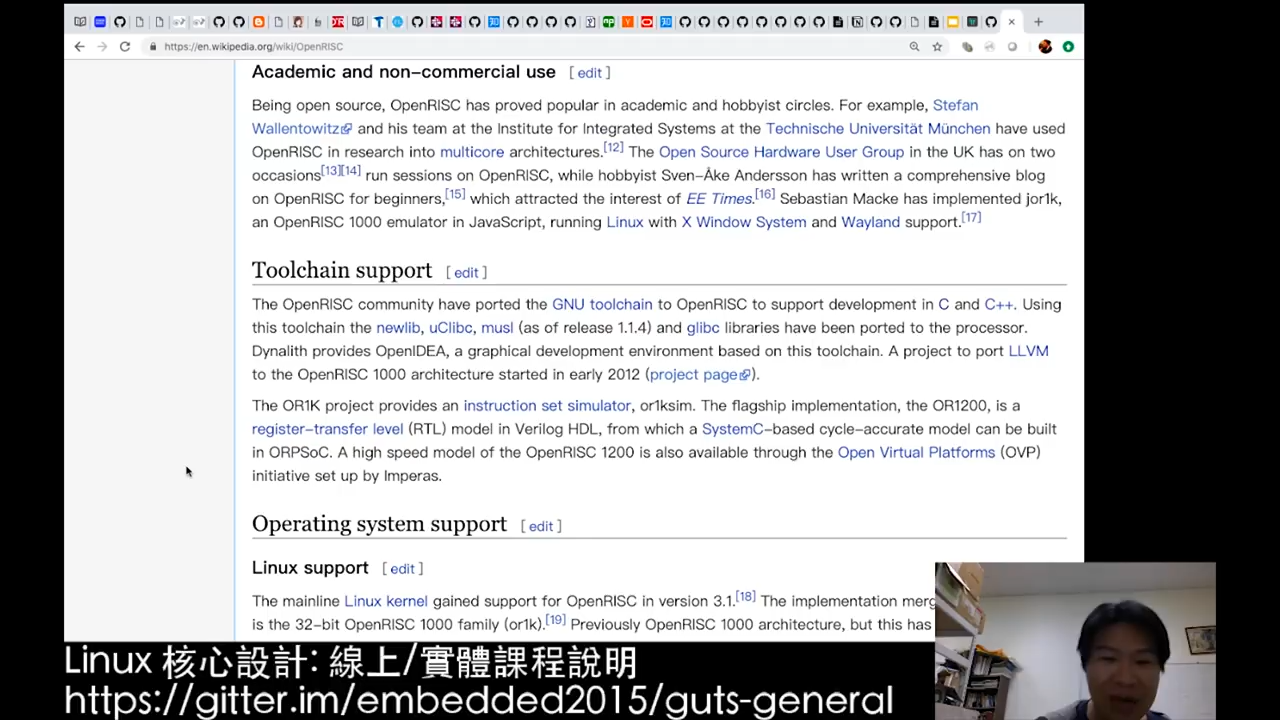 https://en.wikipedia.org/wiki/OpenRISC
Academic and non-commercial use [ edit ]
Being open source, OpenRISC has proved popular in academic and hobbyist circles. For example, Stefan
Wallentowitz and his team at the Institute for Integrated Systems at the Technische Universität München have used
OpenRISC in research into multicore architectures.[12] The Open Source Hardware User Group in the UK has on two
occasions[13][14] run sessions on OpenRISC, while hobbyist Sven-Åke Andersson has written a comprehensive blog
on OpenRISC for beginners,[15] which attracted the interest of EE Times.[16] Sebastian Macke has implemented jor1k,
an OpenRISC 1000 emulator in JavaScript, running Linux with X Window System and Wayland support.[17]
Toolchain support [ edit ]
The OpenRISC community have ported the GNU toolchain to OpenRISC to support development in C and C++. Using
this toolchain the newlib, uClibc, musl (as of release 1.1.4) and glibc libraries have been ported to the processor.
Dynalith provides OpenIDEA, a graphical development environment based on this toolchain. A project to port LLVM
to the OpenRISC 1000 architecture started in early 2012 (project page).
The OR1K project provides an instruction set simulator, or1ksim. The flagship implementation, the OR1200, is a
register-transfer level (RTL) model in Verilog HDL, from which a SystemC-based cycle-accurate model can be built
in ORPSoC. A high speed model of the OpenRISC 1200 is also available through the Open Virtual Platforms (OVP)
initiative set up by Imperas.
Operating system support [ edit ]
Linux support [ edit ]
The mainline Linux kernel gained support for OpenRISC in version 3.1.[18] The implementation merg
is the 32-bit OpenRISC 1000 family (or1k).[19] Previously OpenRISC 1000 architecture, but this has
Linux 核心設計: 線上/實體課程說明
https://gitter.im/embedded2015/guts-general